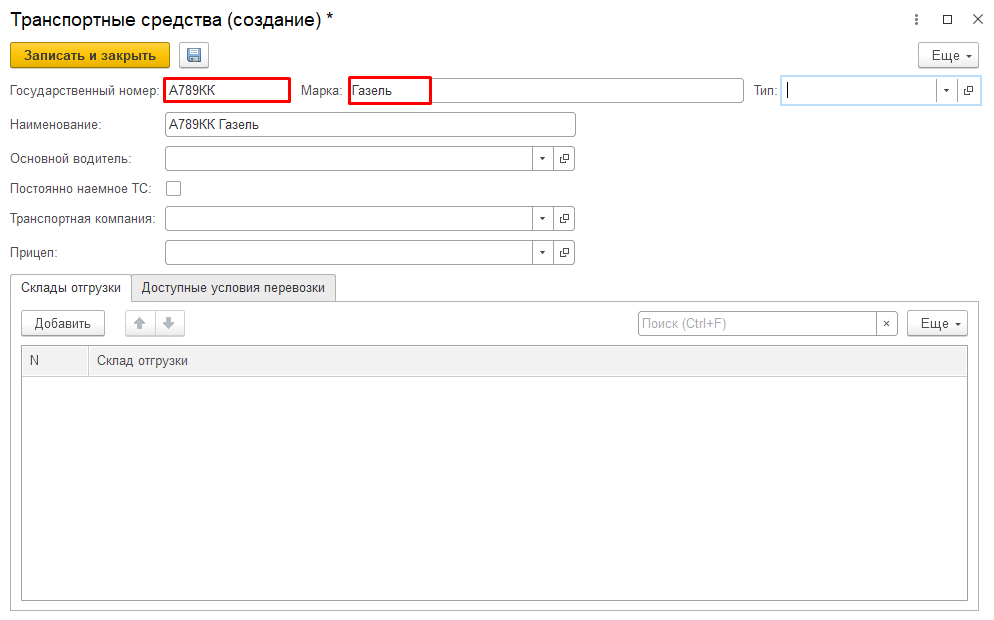 Транспортные средства (создание) *
Записать и закрыть Еще
Государственный номер: А789КК Марка: Газель Тип:
Наименование: А789КК Газель
Основной водитель:
Постоянно наемное ТС:
Транспортная компания:
Прицеп:
Склады отгрузки Доступные условия перевозки
Добавить Поиск (Ctrl+F) × Еще
N Склад отгрузки